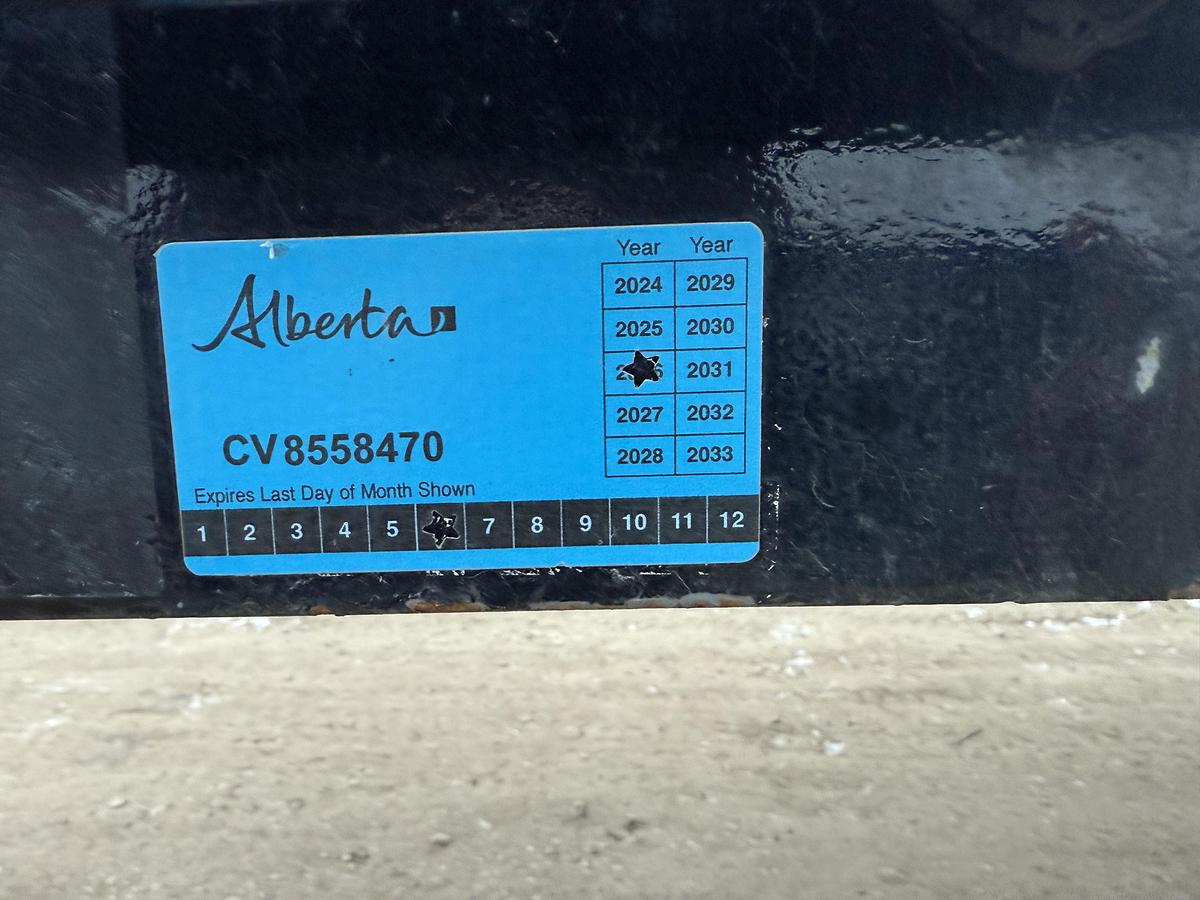 Alberta
Year Year
2024 2029
2025 2030
2031
2027 2032
2028 2033
CV8558470
Expires Last Day of Month Shown
1 2 3 4 5 7 8 9 10 11 12